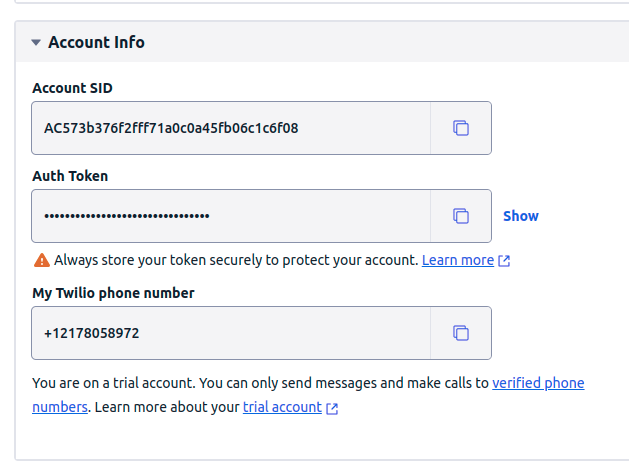 Account Info
Account SID
AC573b376f2fff71a0c0a45fb06c1c6f08
Auth Token
••••••••••••••••••••••••••••••••
Show
Always store your token securely to protect your account. Learn more
My Twilio phone number
+12178058972
You are on a trial account. You can only send messages and make calls to verified phone
numbers. Learn more about your trial account